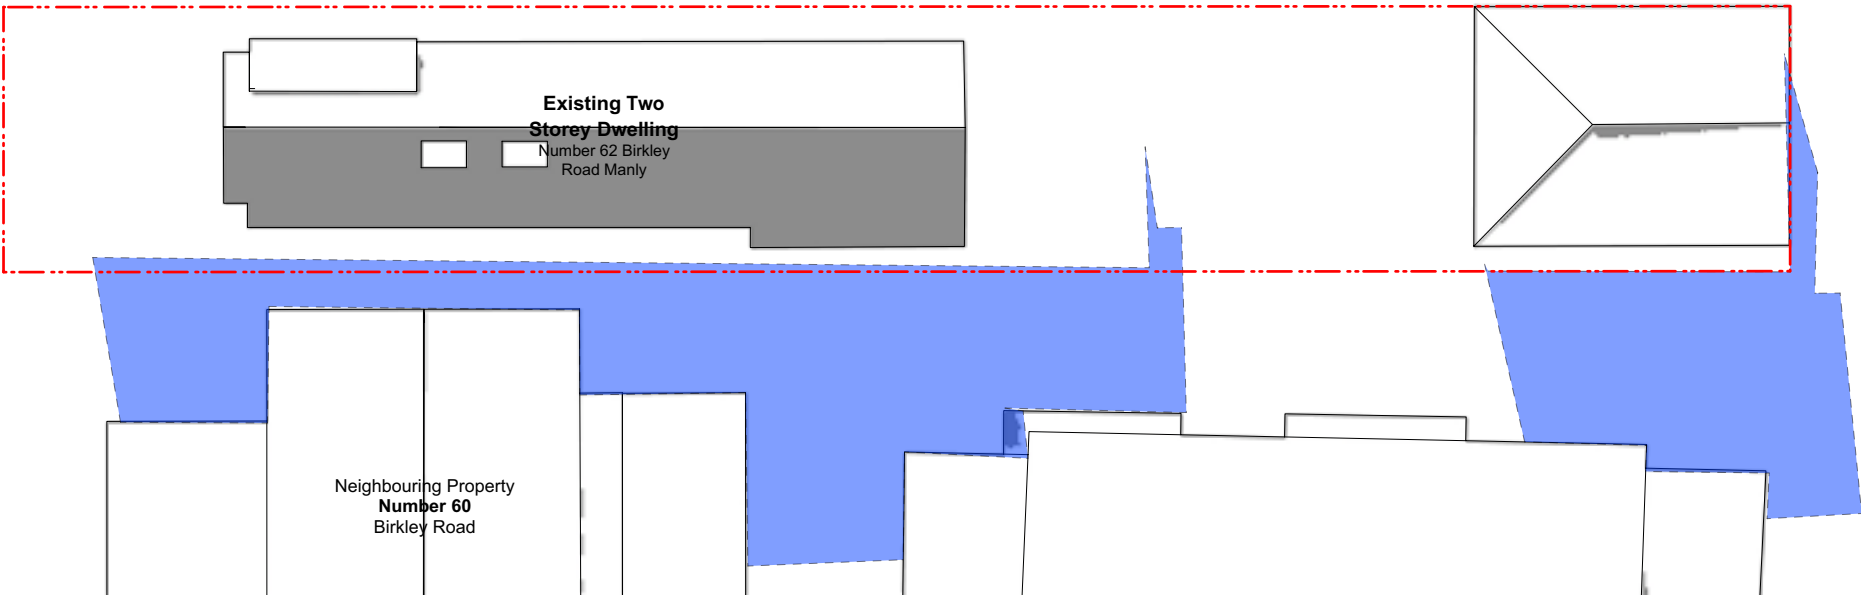 Existing Two
Storey Dwelling
Number 62 Birkley
Road Manly
Neighbouring Property
Number 60
Birkley Road